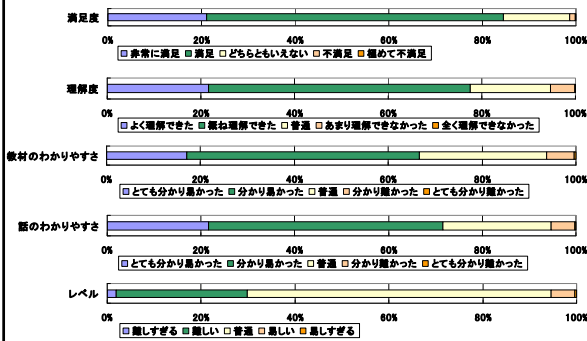 満足度
0% 20% 40% 60% 80% 100%
非常に満足 満足 どちらともいえない 不満足 極めて不満足
理解度
0% 20% 40% 60% 80% 100%
よく理解できた 概ね理解できた 普通 あまり理解できなかった 全く理解できなかった
教材のわかりやすさ
0% 20% 40% 60% 80% 100%
とても分かり易かった 分かり易かった 普通 分かり難かった とても分かり難かった
話のわかりやすさ
0% 20% 40% 60% 80% 100%
とても分かり易かった 分かり易かった 普通 分かり難かった とても分かり難かった
レベル
0% 20% 40% 60% 80% 100%
難しすぎる 難しい 普通 易しい 易しすぎる